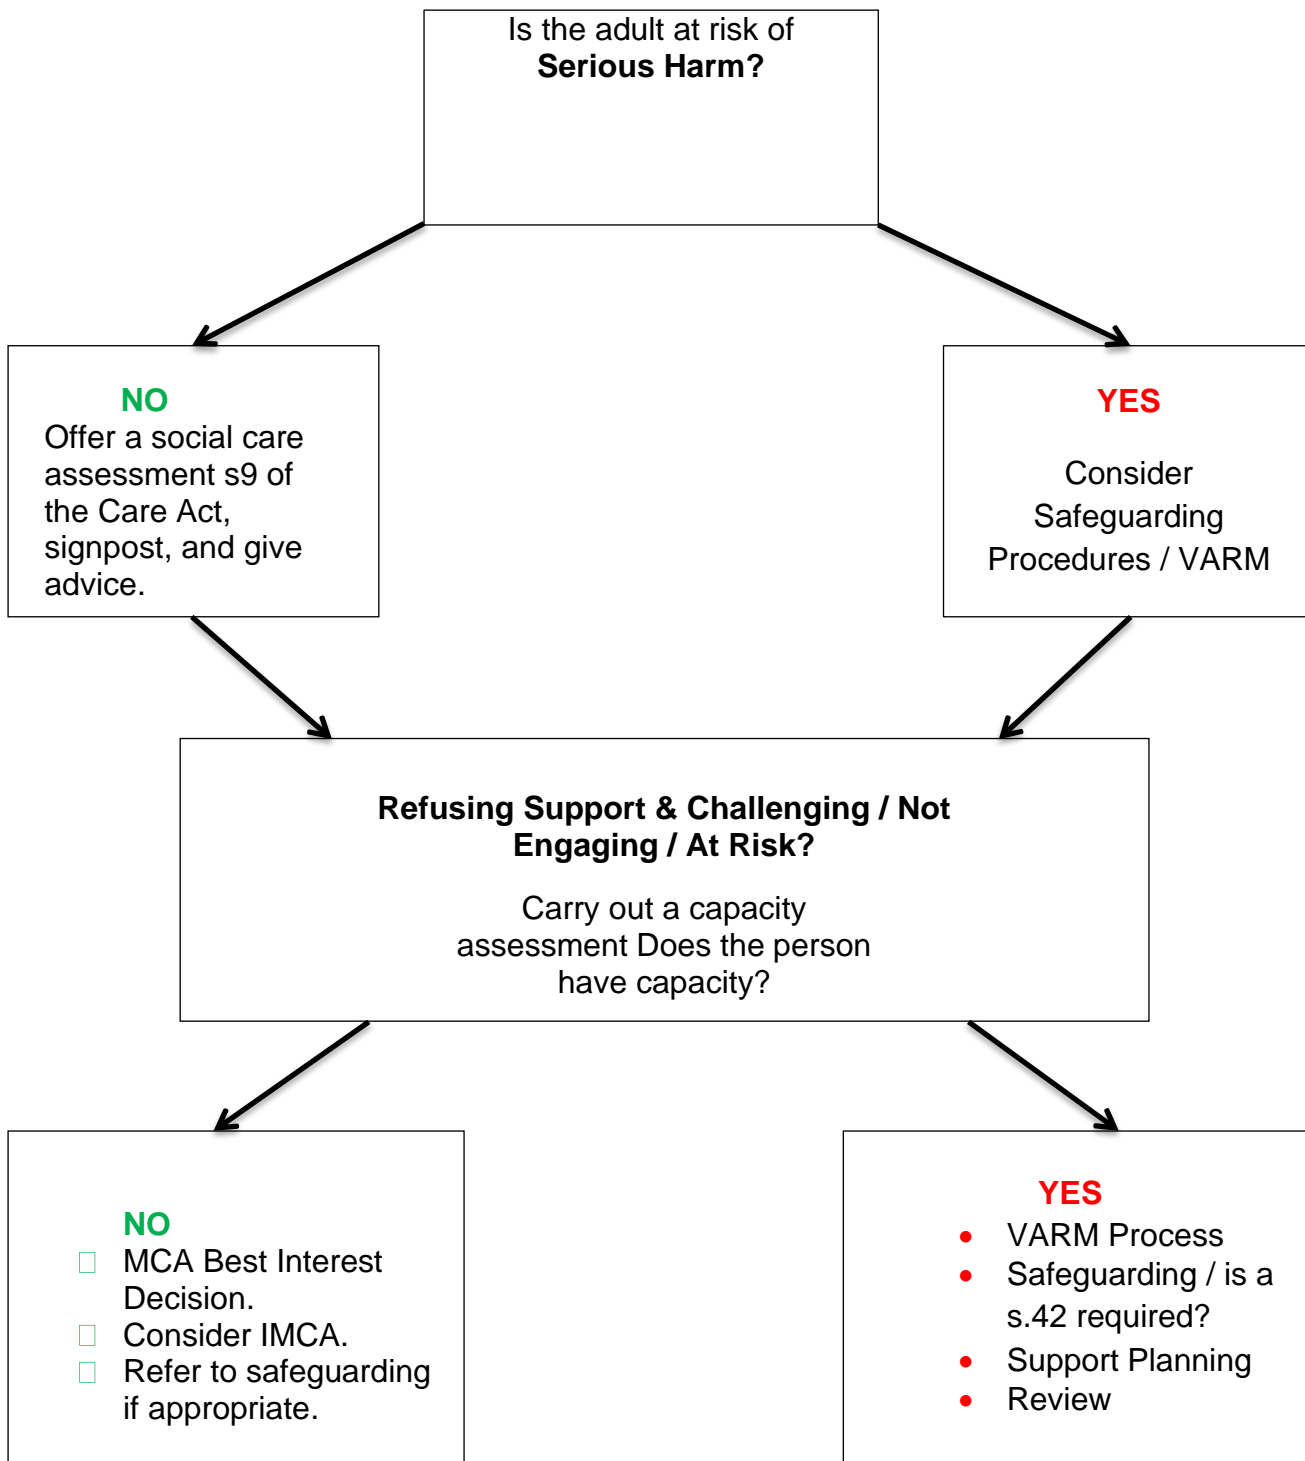 Is the adult at risk of
Serious Harm?
NO
Offer a social care
assessment s9 of
the Care Act,
signpost, and give
advice.
YES
Consider
Safeguarding
Procedures / VARM
Refusing Support & Challenging / Not
Engaging / At Risk?
Carry out a capacity
assessment Does the person
have capacity?
NO
MCA Best Interest
Decision.
Consider IMCA.
Refer to safeguarding
if appropriate.
YES
• VARM Process
• Safeguarding / is a
s.42 required?
• Support Planning
• Review